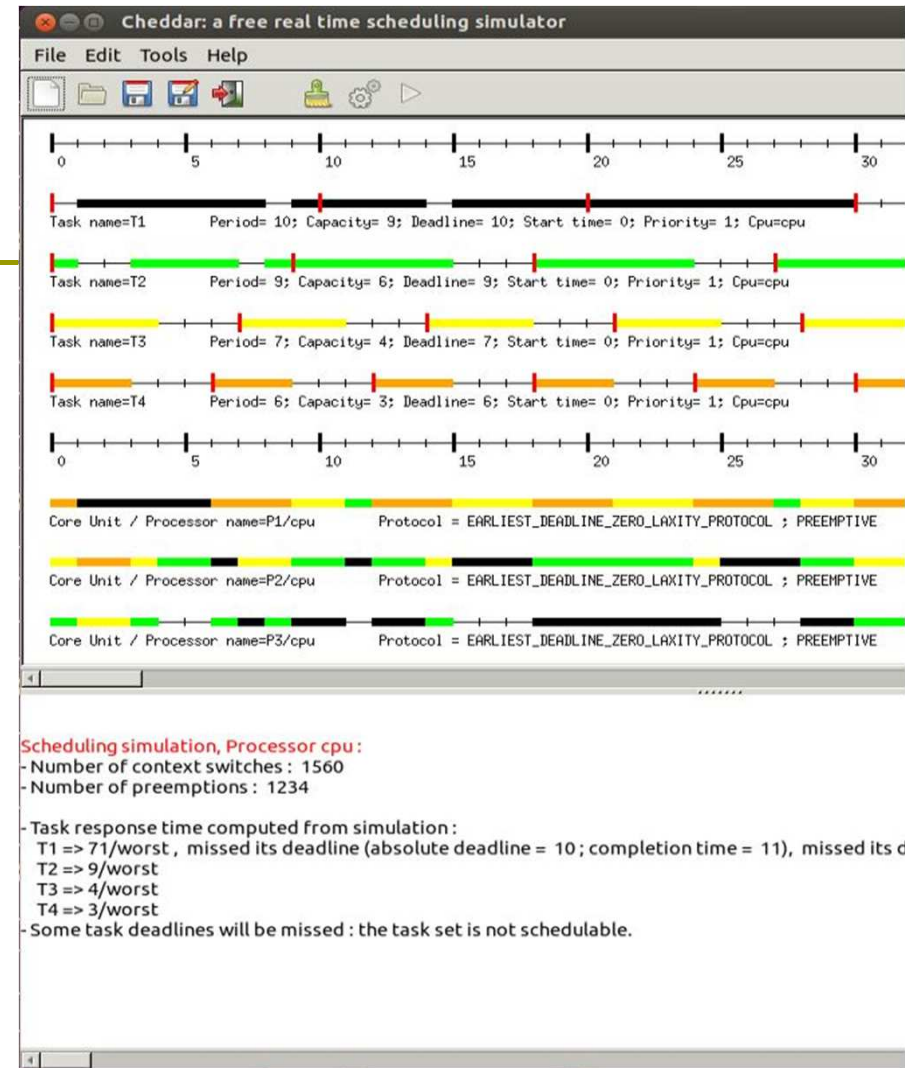 Cheddar: a free real time scheduling simulator
File Edit Tools Help
0 5 10 15 20 25 30
Task name=T1 Period= 10; Capacity= 9; Deadline= 10; Start time= 0; Priority= 1; Cpu=cpu
Task name=T2 Period= 9; Capacity= 6; Deadline= 9; Start time= 0; Priority= 1; Cpu=cpu
Task name=T3 Period= 7; Capacity= 4; Deadline= 7; Start time= 0; Priority= 1; Cpu=cpu
Task name=T4 Period= 6; Capacity= 3; Deadline= 6; Start time= 0; Priority= 1; Cpu=cpu
0 5 10 15 20 25 30
Core Unit / Processor name=P1/cpu Protocol = EARLIEST_DEADLINE_ZERO_LAXITY_PROTOCOL ; PREEMPTIVE
Core Unit / Processor name=P2/cpu Protocol = EARLIEST_DEADLINE_ZERO_LAXITY_PROTOCOL ; PREEMPTIVE
Core Unit / Processor name=P3/cpu Protocol = EARLIEST_DEADLINE_ZERO_LAXITY_PROTOCOL ; PREEMPTIVE
Scheduling simulation, Processor cpu :
- Number of context switches : 1560
- Number of preemptions : 1234
- Task response time computed from simulation :
T1 => 71/worst , missed its deadline (absolute deadline = 10 ; completion time = 11), missed its d
T2 => 9/worst
T3 => 4/worst
T4 => 3/worst
- Some task deadlines will be missed : the task set is not schedulable.